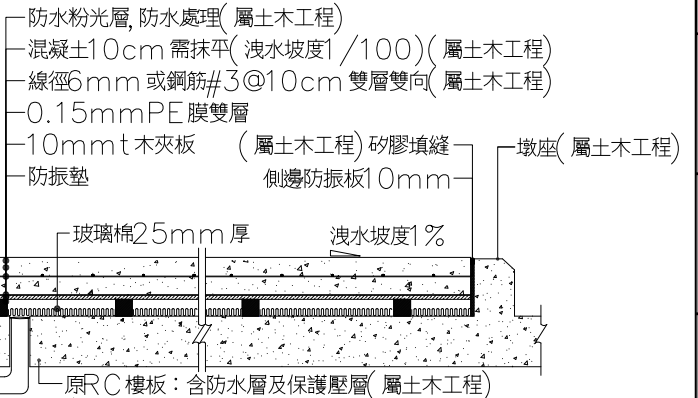 防水粉光層, 防水處理( 屬土木工程)
混凝土10cm 需抹平( 洩水坡度1/100)( 屬土木工程)
線徑6mm 或鋼筋#3@10cm 雙層雙向( 屬土木工程)
0.15mmPE膜雙層
10mmt 木夾板 ( 屬土木工程) 矽膠填縫
墩座( 屬土木工程)
防振墊 側邊防振板10mm
玻璃棉25mm 厚 洩水坡度1%
原RC樓板：含防水層及保護壓層( 屬土木工程)